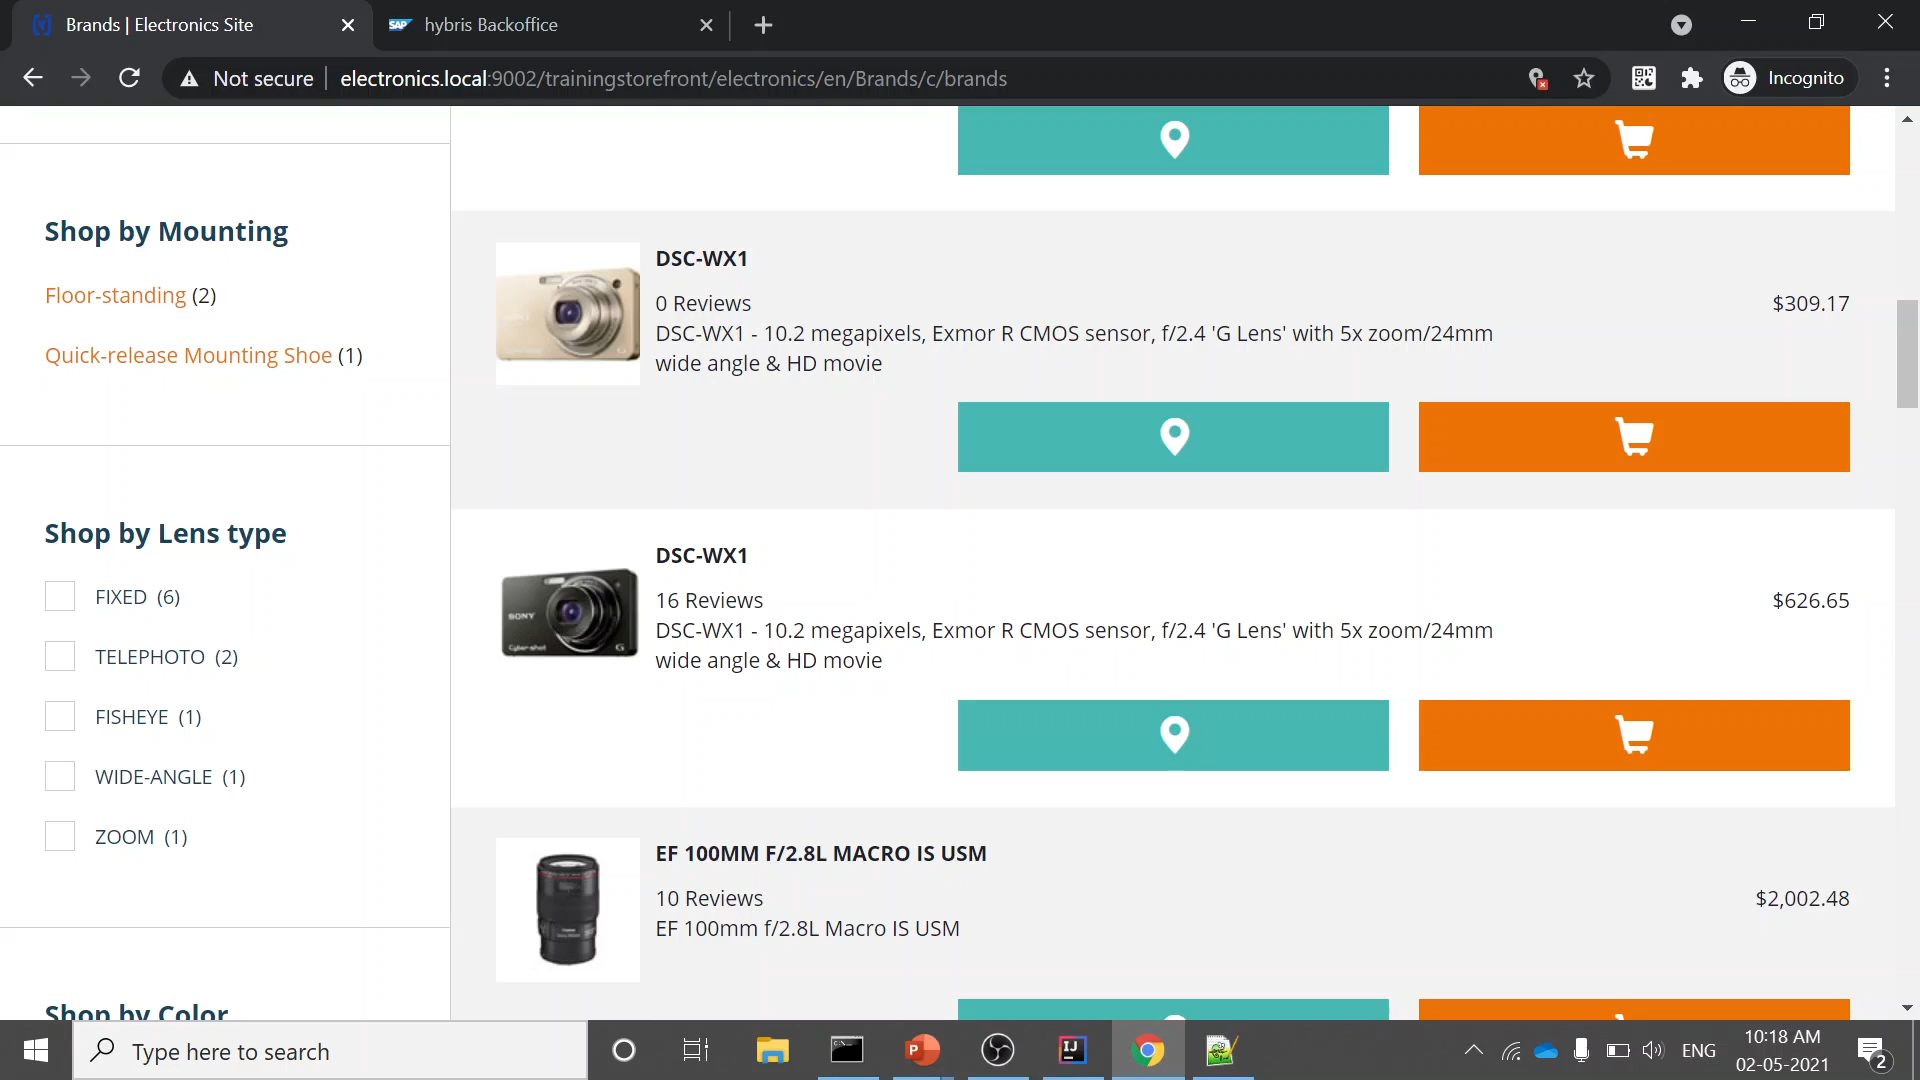 Brands | Electronics Site
hybris Backoffice
Not secure
electronics.local:9002/trainingstorefront/electronics/en/Brands/c/brands
Incognito
Shop by Mounting
Floor-standing (2)
Quick-release Mounting Shoe (1)
Shop by Lens type
FIXED (6)
TELEPHOTO (2)
FISHEYE (1)
WIDE-ANGLE (1)
ZOOM (1)
Shop by Color
DSC-WX1
0 Reviews
$309.17
DSC-WX1 - 10.2 megapixels, Exmor R CMOS sensor, f/2.4 'G Lens' with 5x zoom/24mm
wide angle & HD movie
SONY
Cyber-shot
G
DSC-WX1
16 Reviews
$626.65
DSC-WX1 - 10.2 megapixels, Exmor R CMOS sensor, f/2.4 'G Lens' with 5x zoom/24mm
wide angle & HD movie
EF 100MM F/2.8L MACRO IS USM
10 Reviews
$2,002.48
EF 100mm f/2.8L Macro IS USM
Type here to search
ENG
10:18 AM
02-05-2021
2